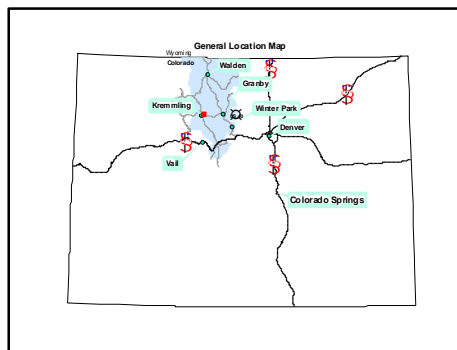 General Location Map
Wyoming
Colorado
Walden
Granby
Kremmling
Winter Park
Denver
Vail
Colorado Springs